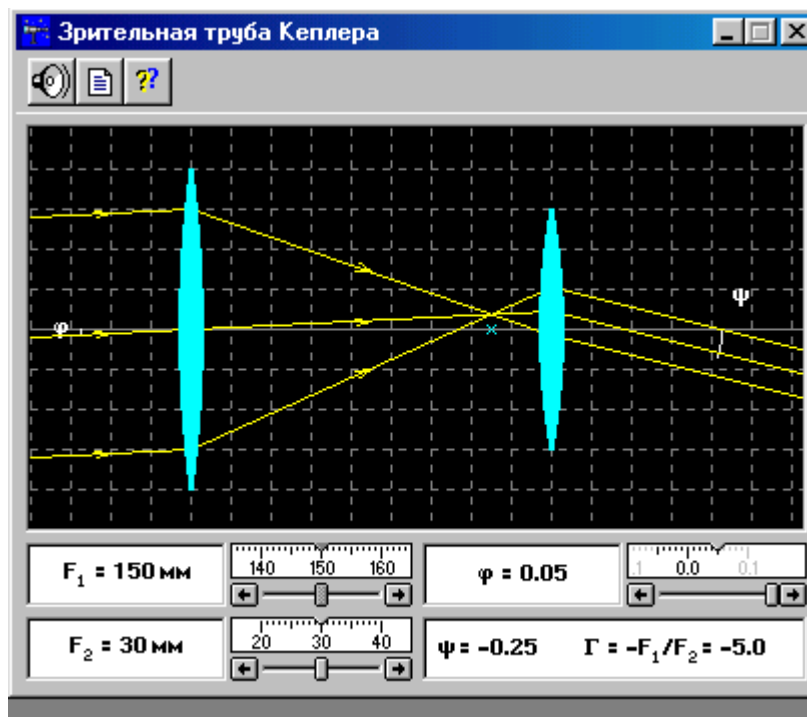 Зрительная труба Кеплера
??
φ
ψ
F₁ = 150 мм
140 150 160
φ = 0.05
.1 0.0 0.1
F₂ = 30 мм
20 30 40
ψ = -0.25 Γ = -F₁/F₂ = -5.0